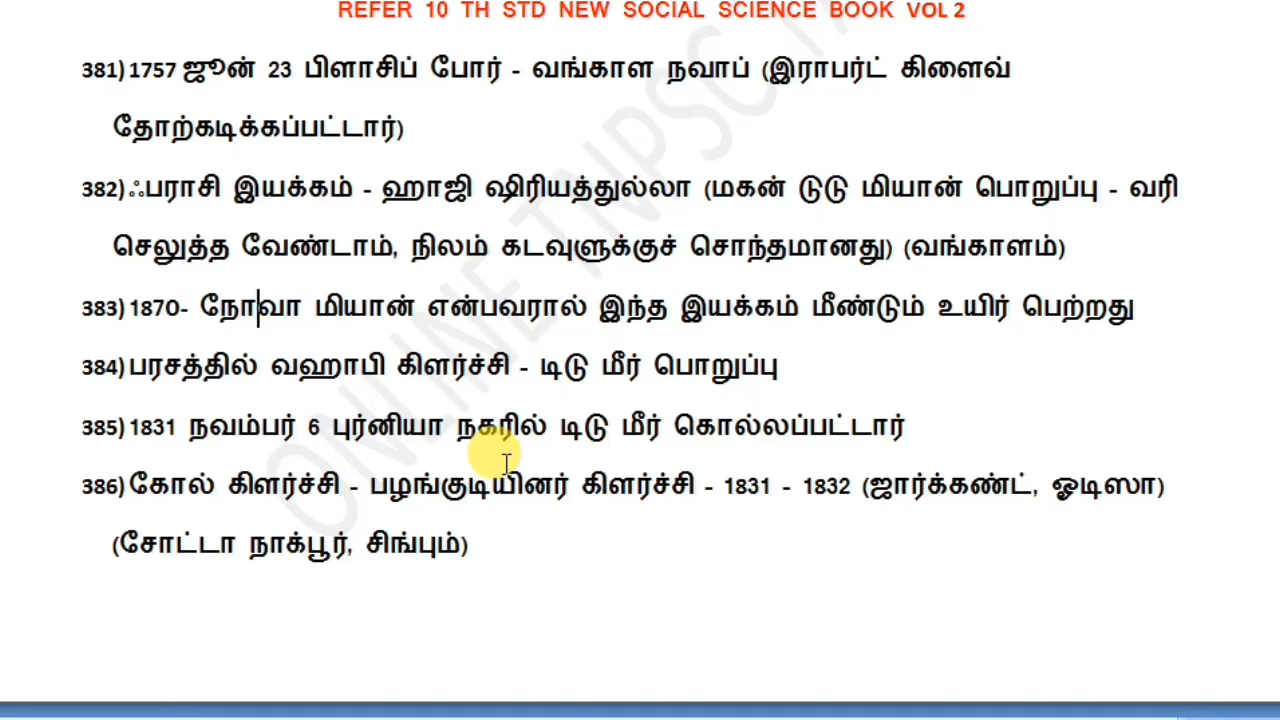 REFER 10 TH STD NEW SOCIAL SCIENCE BOOK VOL 2
381) 1757 ஜூன் 23 பிளாசிப் போர் - வங்காள நவாப் (இராபர்ட் கிளைவ்
தோற்கடிக்கப்பட்டார்)
382) ஃபராசி இயக்கம் - ஹாஜி ஷிரியத்துல்லா (மகன் டுடு மியான் பொறுப்பு - வரி
செலுத்த வேண்டாம், நிலம் கடவுளுக்குச் சொந்தமானது) (வங்காளம்)
383) 1870- நோவா மியான் என்பவரால் இந்த இயக்கம் மீண்டும் உயிர் பெற்றது
384) பரசத்தில் வஹாபி கிளர்ச்சி - டிடு மீர் பொறுப்பு
385) 1831 நவம்பர் 6 புர்னியா நகரில் டிடு மீர் கொல்லப்பட்டார்
386) கோல் கிளர்ச்சி - பழங்குடியினர் கிளர்ச்சி - 1831 - 1832 (ஜார்க்கண்ட், ஓடிஸா)
(சோட்டா நாக்பூர், சிங்பும்)
ONLINE TNPSC